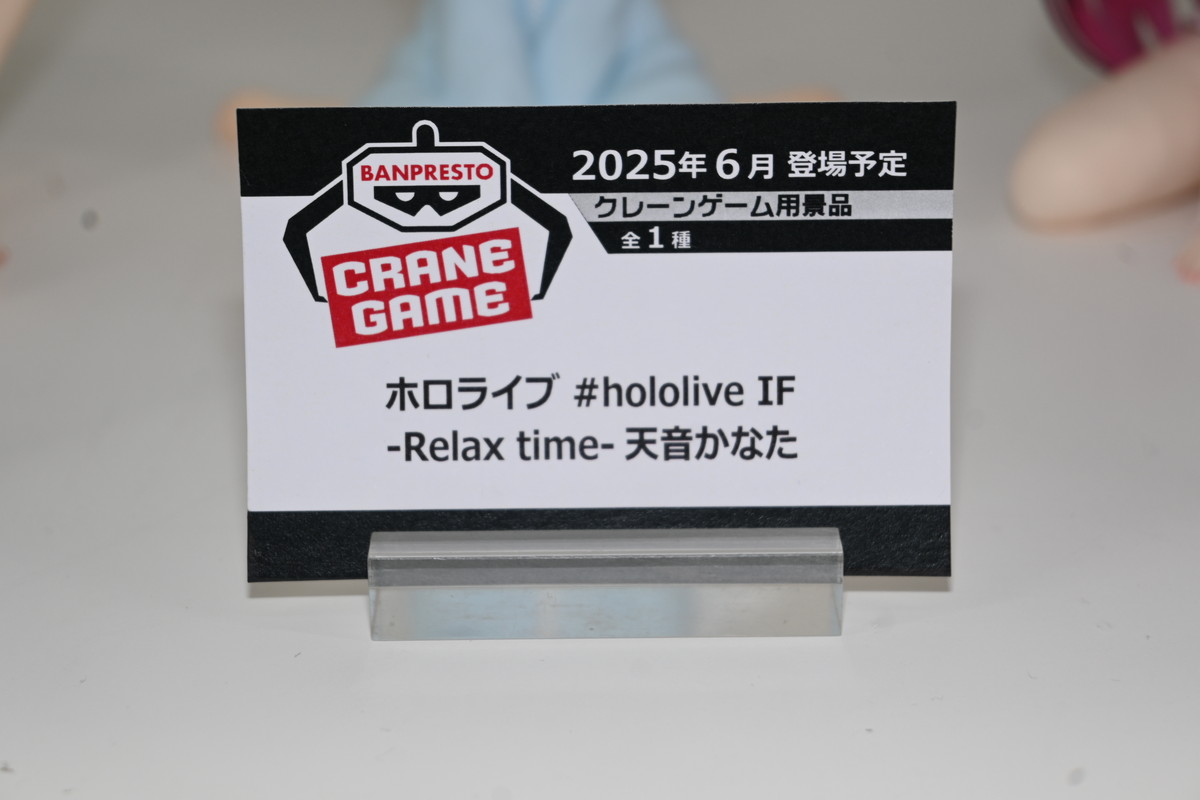 BANPRESTO
CRANE
GAME
2025年6月 登場予定
クレーンゲーム用景品
全1種
ホロライブ #hololive IF
-Relax time- 天音かなた